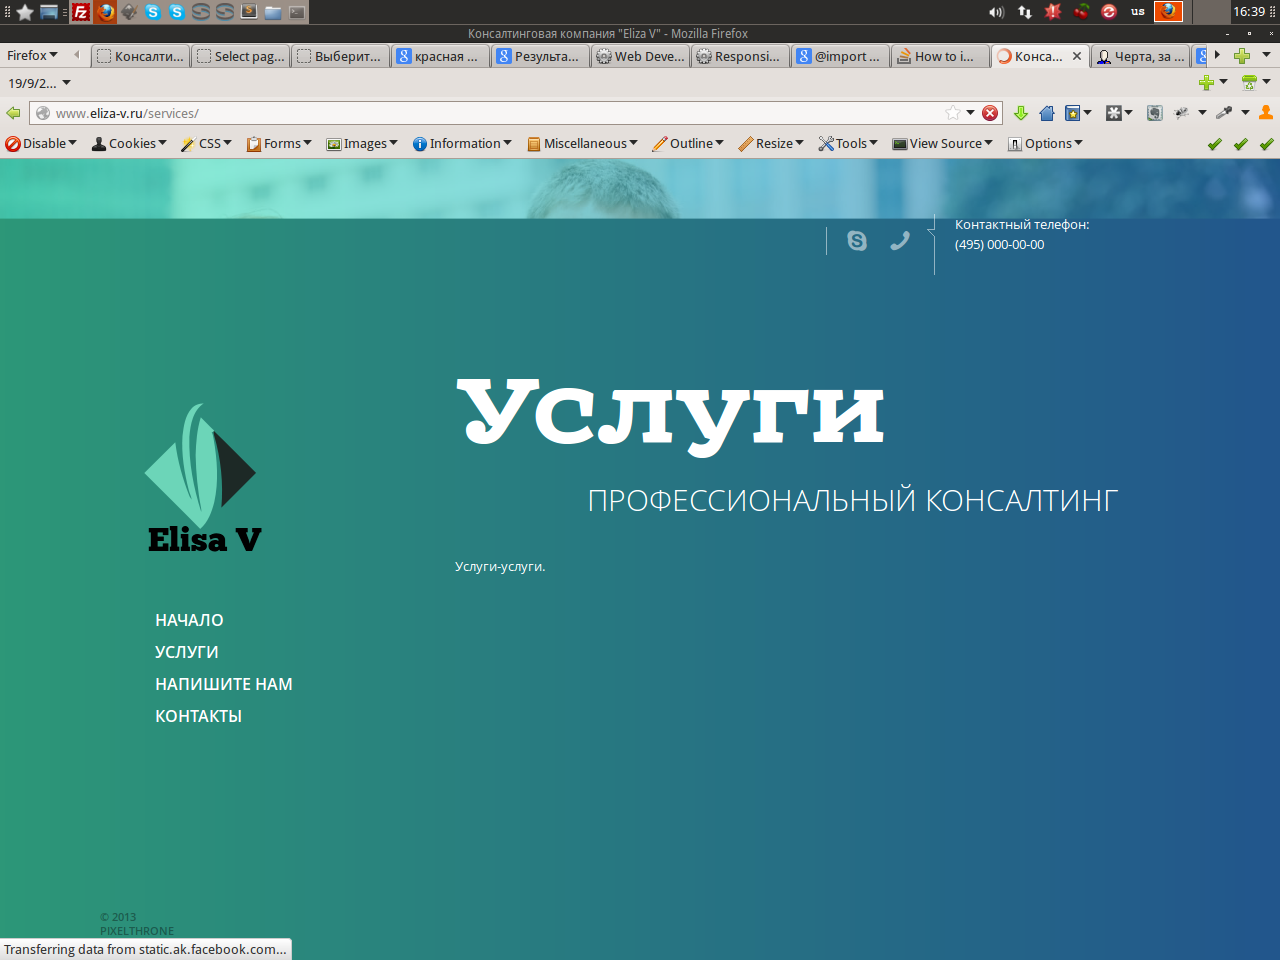 us
16:39
Консалтинговая компания "Eliza V" - Mozilla Firefox
Firefox
Консалти...
Select pag...
Выберит...
красная ...
Результа...
Web Deve...
Responsi...
@import ...
How to i...
Конса...
Черта, за ...
19/9/2...
www.eliza-v.ru/services/
Disable
Cookies
CSS
Forms
Images
Information
Miscellaneous
Outline
Resize
Tools
View Source
Options
Контактный телефон:
(495) 000-00-00
Услуги
ПРОФЕССИОНАЛЬНЫЙ КОНСАЛТИНГ
Elisa V
Услуги-услуги.
НАЧАЛО
УСЛУГИ
НАПИШИТЕ НАМ
КОНТАКТЫ
© 2013
PIXELTHRONE
Transferring data from static.ak.facebook.com...